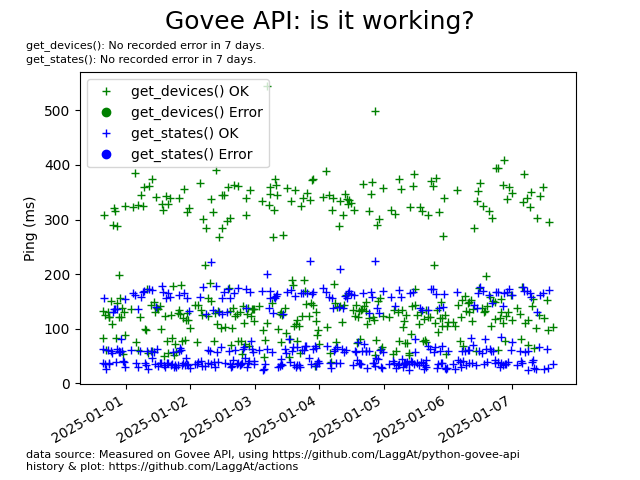 Govee API: is it working?
get_devices(): No recorded error in 7 days.
get_states(): No recorded error in 7 days.
get_devices() OK
get_devices() Error
get_states() OK
get_states() Error
500
400
300
200
100
0
Ping (ms)
2025-01-01
2025-01-02
2025-01-03
2025-01-04
2025-01-05
2025-01-06
2025-01-07
data source: Measured on Govee API, using https://github.com/LaggAt/python-govee-api
history & plot: https://github.com/LaggAt/actions